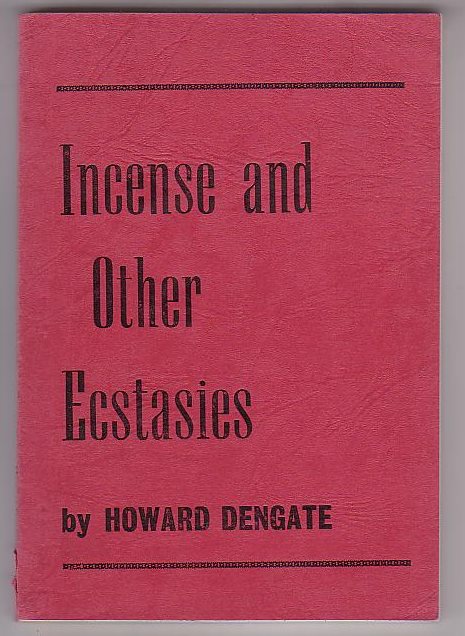 Incense and
Other
Ecstasies
by HOWARD DENGATE